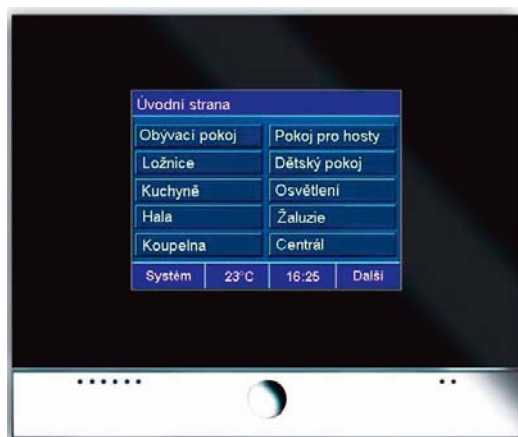 Úvodní strana
Obývací pokoj
Pokoj pro hosty
Ložnice
Dětský pokoj
Kuchyně
Osvětlení
Hala
Žaluzie
Koupelna
Centrál
Systém 23°C 16:25 Další